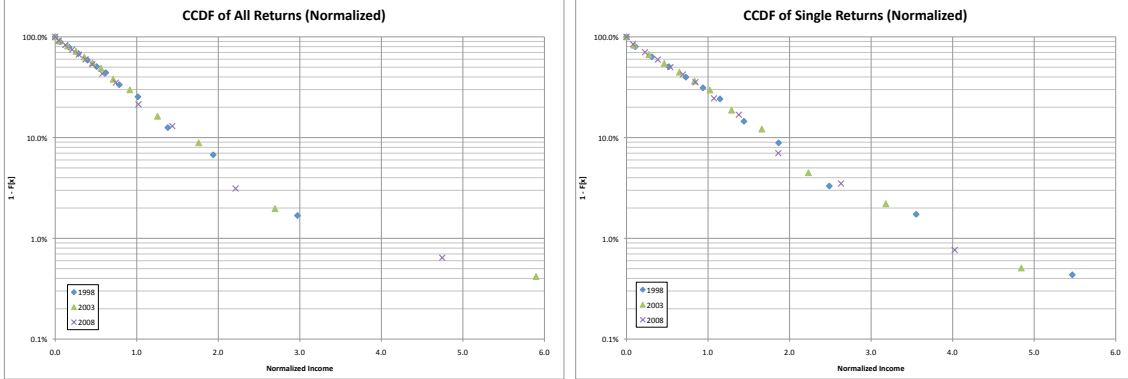 CCDF of All Returns (Normalized)
100.0%
10.0%
1.0%
0.1%
1 - F[x]
1998
2003
2008
0.0 1.0 2.0 3.0 4.0 5.0 6.0
Normalized Income
CCDF of Single Returns (Normalized)
100.0%
10.0%
1.0%
0.1%
1 - F[x]
1998
2003
2008
0.0 1.0 2.0 3.0 4.0 5.0 6.0
Normalized Income